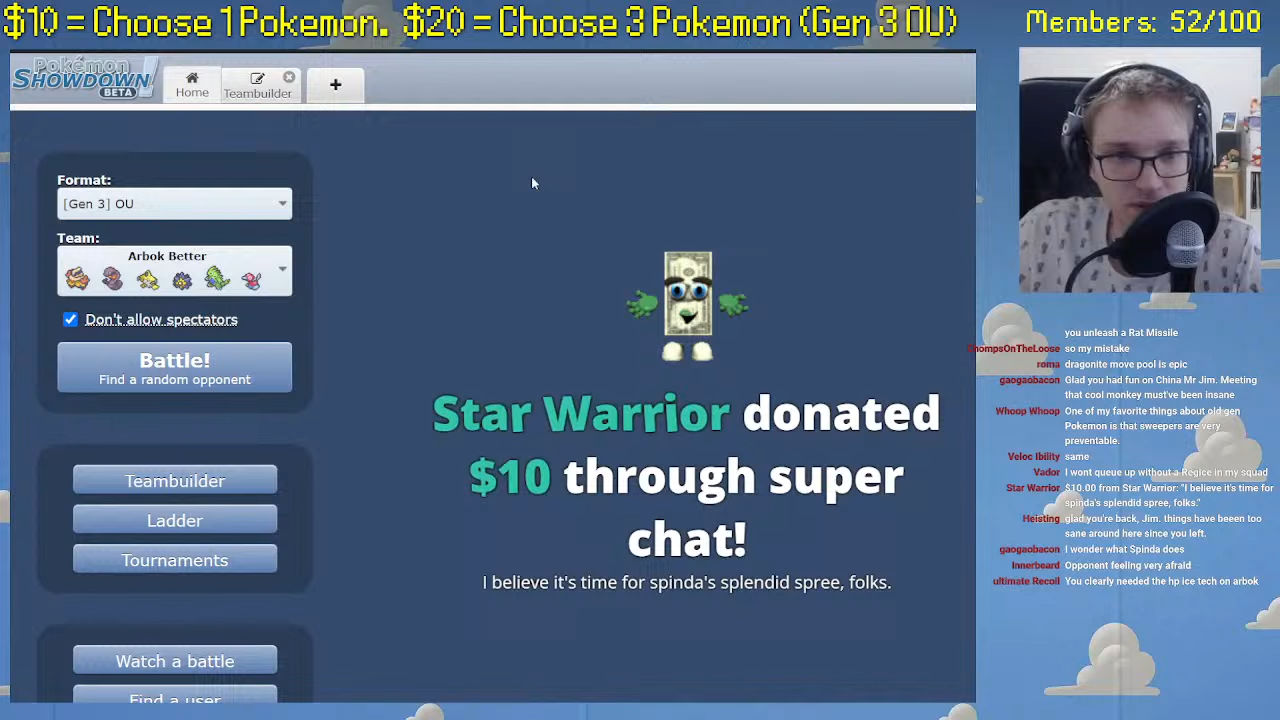 $10 = Choose 1 Pokemon. $20 = Choose 3 Pokemon (Gen 3 OU)
Members: 52/100
Pokémon
SHOWDOWN!
BETA
Home
Teambuilder
+
Format:
[Gen 3] OU
Team:
Arbok Better
Don't allow spectators
Battle!
Find a random opponent
Teambuilder
Ladder
Tournaments
Watch a battle
Find a user
Star Warrior donated
$10 through super
chat!
I believe it's time for spinda's splendid spree, folks.
you unleash a Rat Missile
ChompsOnTheLoose so my mistake
roma dragonite move pool is epic
gaogaobacon Glad you had fun on China Mr Jim. Meeting
that cool monkey must've been insane
Whoop Whoop One of my favorite things about old gen
Pokemon is that sweepers are very
preventable.
Veloc Ibility same
Vador I wont queue up without a Regice in my squad
Star Warrior $10.00 from Star Warrior: "I believe it's time for
spinda's splendid spree, folks."
Heisting glad you're back, Jim. things have beeen too
sane around here since you left.
gaogaobacon I wonder what Spinda does
Innerbeard Opponent feeling very afraid
ultimate Recoil You clearly needed the hp ice tech on arbok